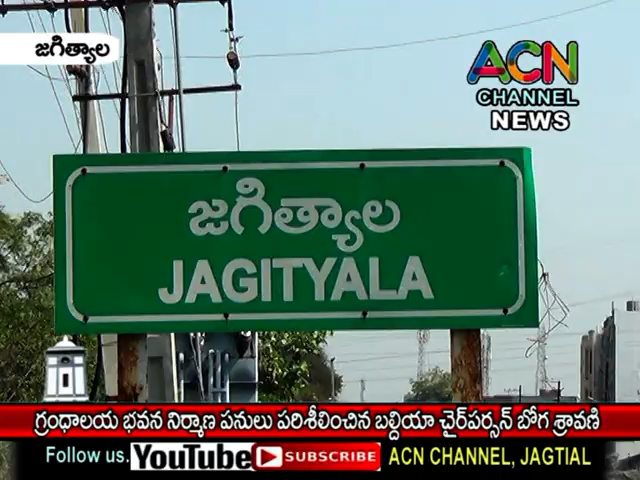 జగిత్యాల
ACN
CHANNEL
NEWS
జగిత్యాల
JAGITYALA
గ్రంధాలయ భవన నిర్మాణ పనులు పరిశీలించిన బల్దియా చైర్‌పర్సన్ బోగ శ్రావణి
Follow us. YouTube SUBSCRIBE ACN CHANNEL, JAGTIAL